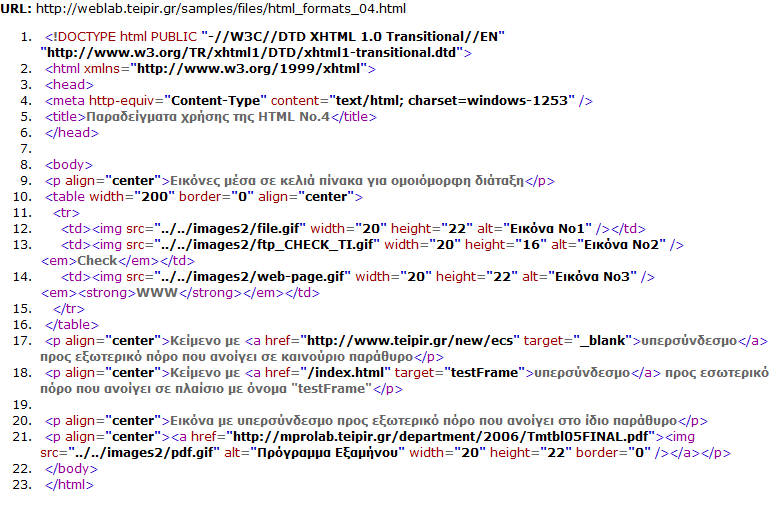 URL: http://weblab.teipir.gr/samples/files/html_formats_04.html
1. <!DOCTYPE html PUBLIC "-//W3C//DTD XHTML 1.0 Transitional//EN"
"http://www.w3.org/TR/xhtml1/DTD/xhtml1-transitional.dtd">
2. <html xmlns="http://www.w3.org/1999/xhtml">
3. <head>
4. <meta http-equiv="Content-Type" content="text/html; charset=windows-1253" />
5. <title>Παραδείγματα χρήσης της HTML No.4</title>
6. </head>
7.
8. <body>
9. <p align="center">Εικόνες μέσα σε κελιά πίνακα για ομοιόμορφη διάταξη</p>
10. <table width="200" border="0" align="center">
11. <tr>
12. <td><img src="../../images2/file.gif" width="20" height="22" alt="Εικόνα Νο1" /></td>
13. <td><img src="../../images2/ftp_CHECK_TI.gif" width="20" height="16" alt="Εικόνα Νο2" />
<em>Check</em></td>
14. <td><img src="../../images2/web-page.gif" width="20" height="22" alt="Εικόνα Νο3" />
<em><strong>WWW</strong></em></td>
15. </tr>
16. </table>
17. <p align="center">Κείμενο με <a href="http://www.teipir.gr/new/ecs" target="_blank">υπερσύνδεσμο</a>
προς εξωτερικό πόρο που ανοίγει σε καινούριο παράθυρο</p>
18. <p align="center">Κείμενο με <a href="/index.html" target="testFrame">υπερσύνδεσμο</a> προς εσωτερικό
πόρο που ανοίγει σε πλαίσιο με όνομα "testFrame"</p>
19.
20. <p align="center">Εικόνα με υπερσύνδεσμο προς εξωτερικό πόρο που ανοίγει στο ίδιο παράθυρο</p>
21. <p align="center"><a href="http://mprolab.teipir.gr/department/2006/Tmtbl05FINAL.pdf"><img
src="../../images2/pdf.gif" alt="Πρόγραμμα Εξαμήνου" width="20" height="22" border="0" /></a></p>
22. </body>
23. </html>